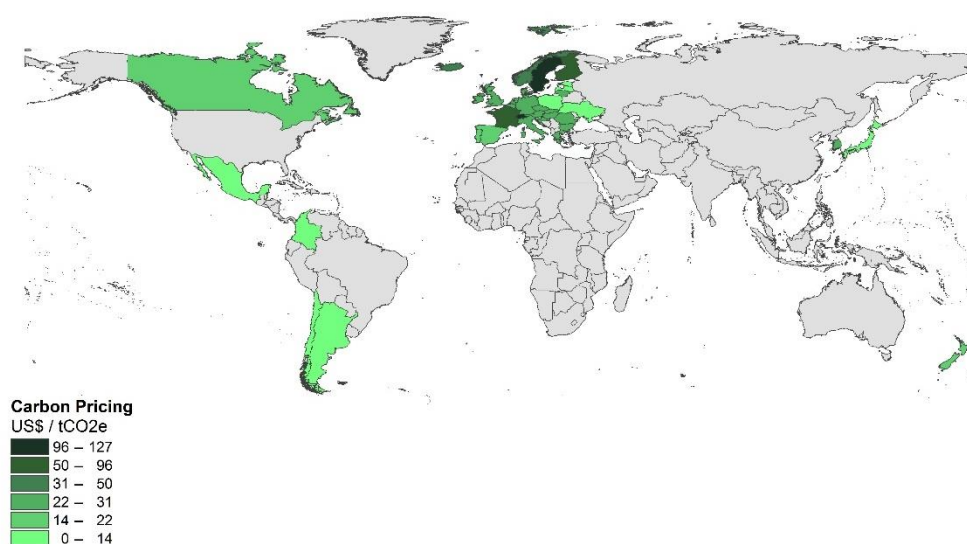 Carbon Pricing
US$ / tCO2e
96 – 127
50 – 96
31 – 50
22 – 31
14 – 22
0 – 14